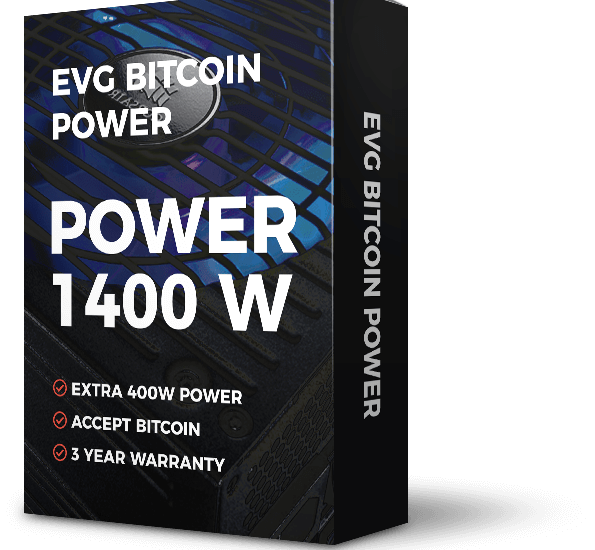 EVG BITCOIN
POWER
POWER
1400 W
EXTRA 400W POWER
ACCEPT BITCOIN
3 YEAR WARRANTY
EVG BITCOIN POWER